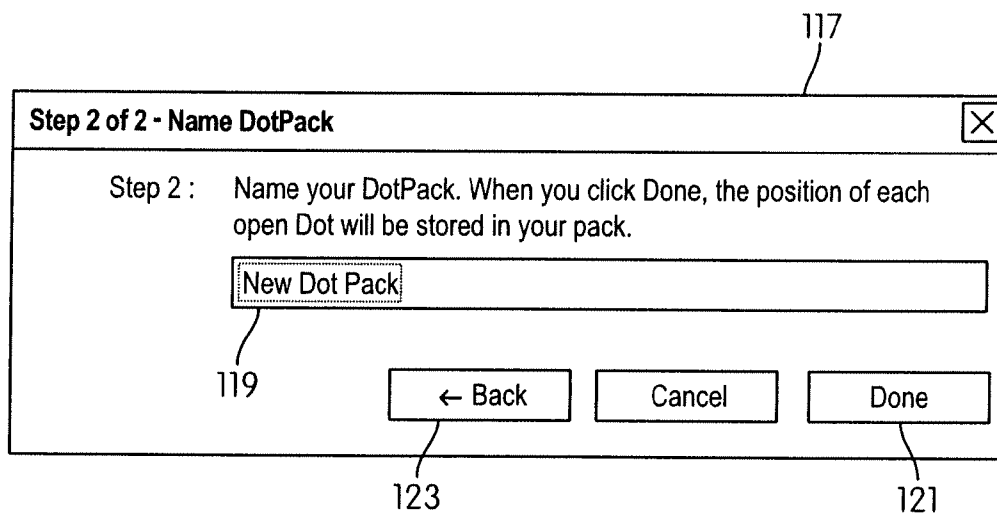 117
Step 2 of 2 - Name DotPack
Step 2 : Name your DotPack. When you click Done, the position of each
open Dot will be stored in your pack.
New Dot Pack
119
← Back Cancel Done
123 121